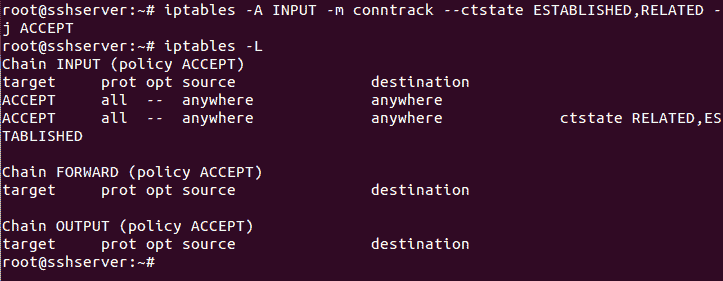 root@sshserver:~# iptables -A INPUT -m conntrack --ctstate ESTABLISHED,RELATED -
j ACCEPT
root@sshserver:~# iptables -L
Chain INPUT (policy ACCEPT)
target     prot opt source               destination
ACCEPT     all  --  anywhere             anywhere
ACCEPT     all  --  anywhere             anywhere             ctstate RELATED,ES
TABLISHED

Chain FORWARD (policy ACCEPT)
target     prot opt source               destination

Chain OUTPUT (policy ACCEPT)
target     prot opt source               destination
root@sshserver:~#